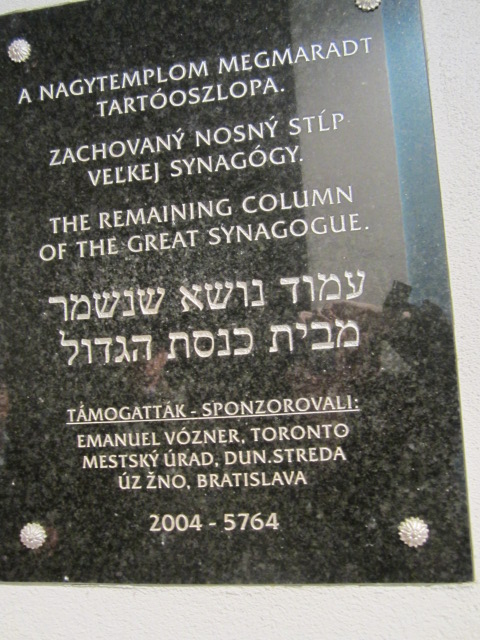 A NAGYTEMPLOM MEGMARADT
TARTÓOSZLOPA.
ZACHOVANÝ NOSNÝ STĹP
VEĽKEJ SYNAGÓGY.
THE REMAINING COLUMN
OF THE GREAT SYNAGOGUE.
עמוד נושא שנשמר
מבית כנסת הגדול
TÁMOGATTÁK - SPONZOROVALI:
EMANUEL VÓZNER, TORONTO
MESTSKÝ ÚRAD, DUN.STREDA
ÚZ ŽNO, BRATISLAVA
2004 - 5764